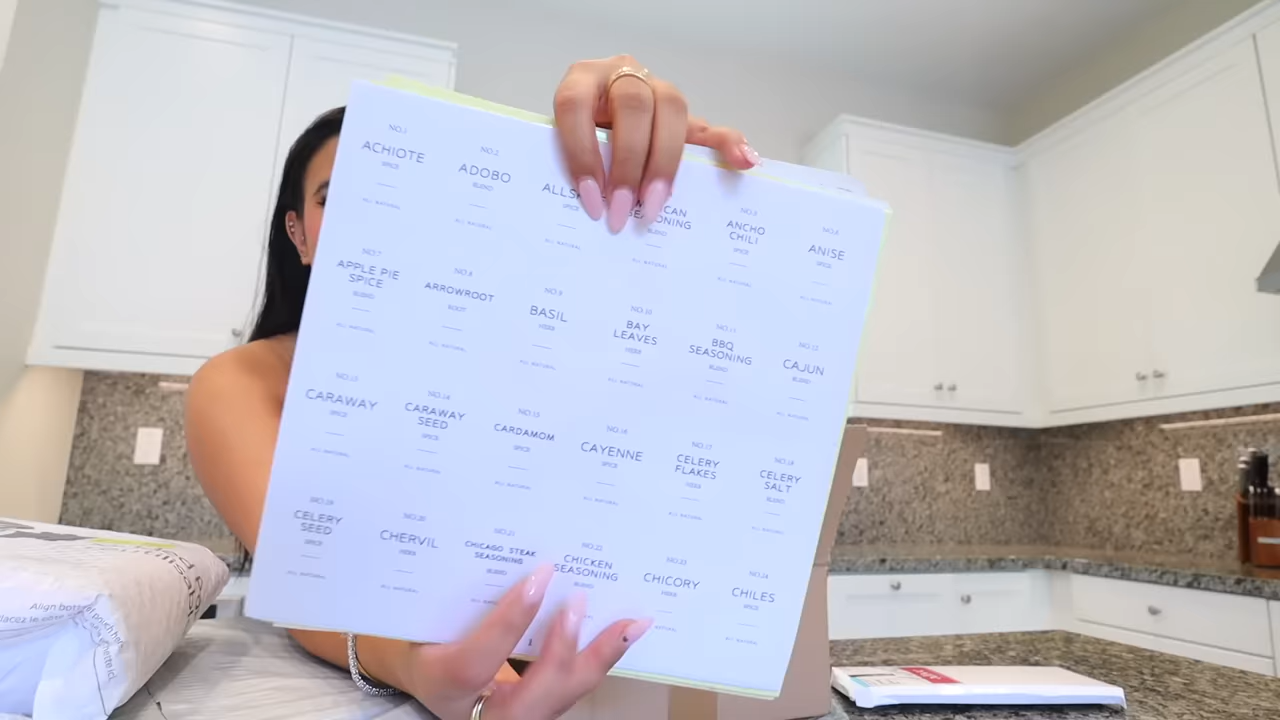 NO.1
ACHIOTE
SPICE
ALL NATURAL
NO.2
ADOBO
BLEND
ALL NATURAL
ALL NATURAL
BLEND
ALL NATURAL
NO.5
ANCHO
CHILI
SPICE
ALL NATURAL
NO.6
ANISE
SPICE
ALL NATURAL
NO.7
APPLE PIE
SPICE
BLEND
ALL NATURAL
NO.8
ARROWROOT
ROOT
ALL NATURAL
NO.9
BASIL
HERB
ALL NATURAL
NO.10
BAY
LEAVES
HERB
ALL NATURAL
NO.11
BBQ
SEASONING
BLEND
ALL NATURAL
NO.12
CAJUN
BLEND
ALL NATURAL
NO.13
CARAWAY
SPICE
ALL NATURAL
NO.14
CARAWAY
SEED
SPICE
ALL NATURAL
NO.15
CARDAMOM
SPICE
ALL NATURAL
NO.16
CAYENNE
SPICE
ALL NATURAL
NO.17
CELERY
FLAKES
HERB
ALL NATURAL
NO.18
CELERY
SALT
BLEND
ALL NATURAL
NO.19
CELERY
SEED
SPICE
ALL NATURAL
NO.20
CHERVIL
HERB
ALL NATURAL
NO.21
CHICAGO STEAK
SEASONING
BLEND
NO.22
CHICKEN
SEASONING
BLEND
NO.23
CHICORY
HERB
NATURAL
NO.24
CHILES
SPICE
ALL NATURAL
Align bottom